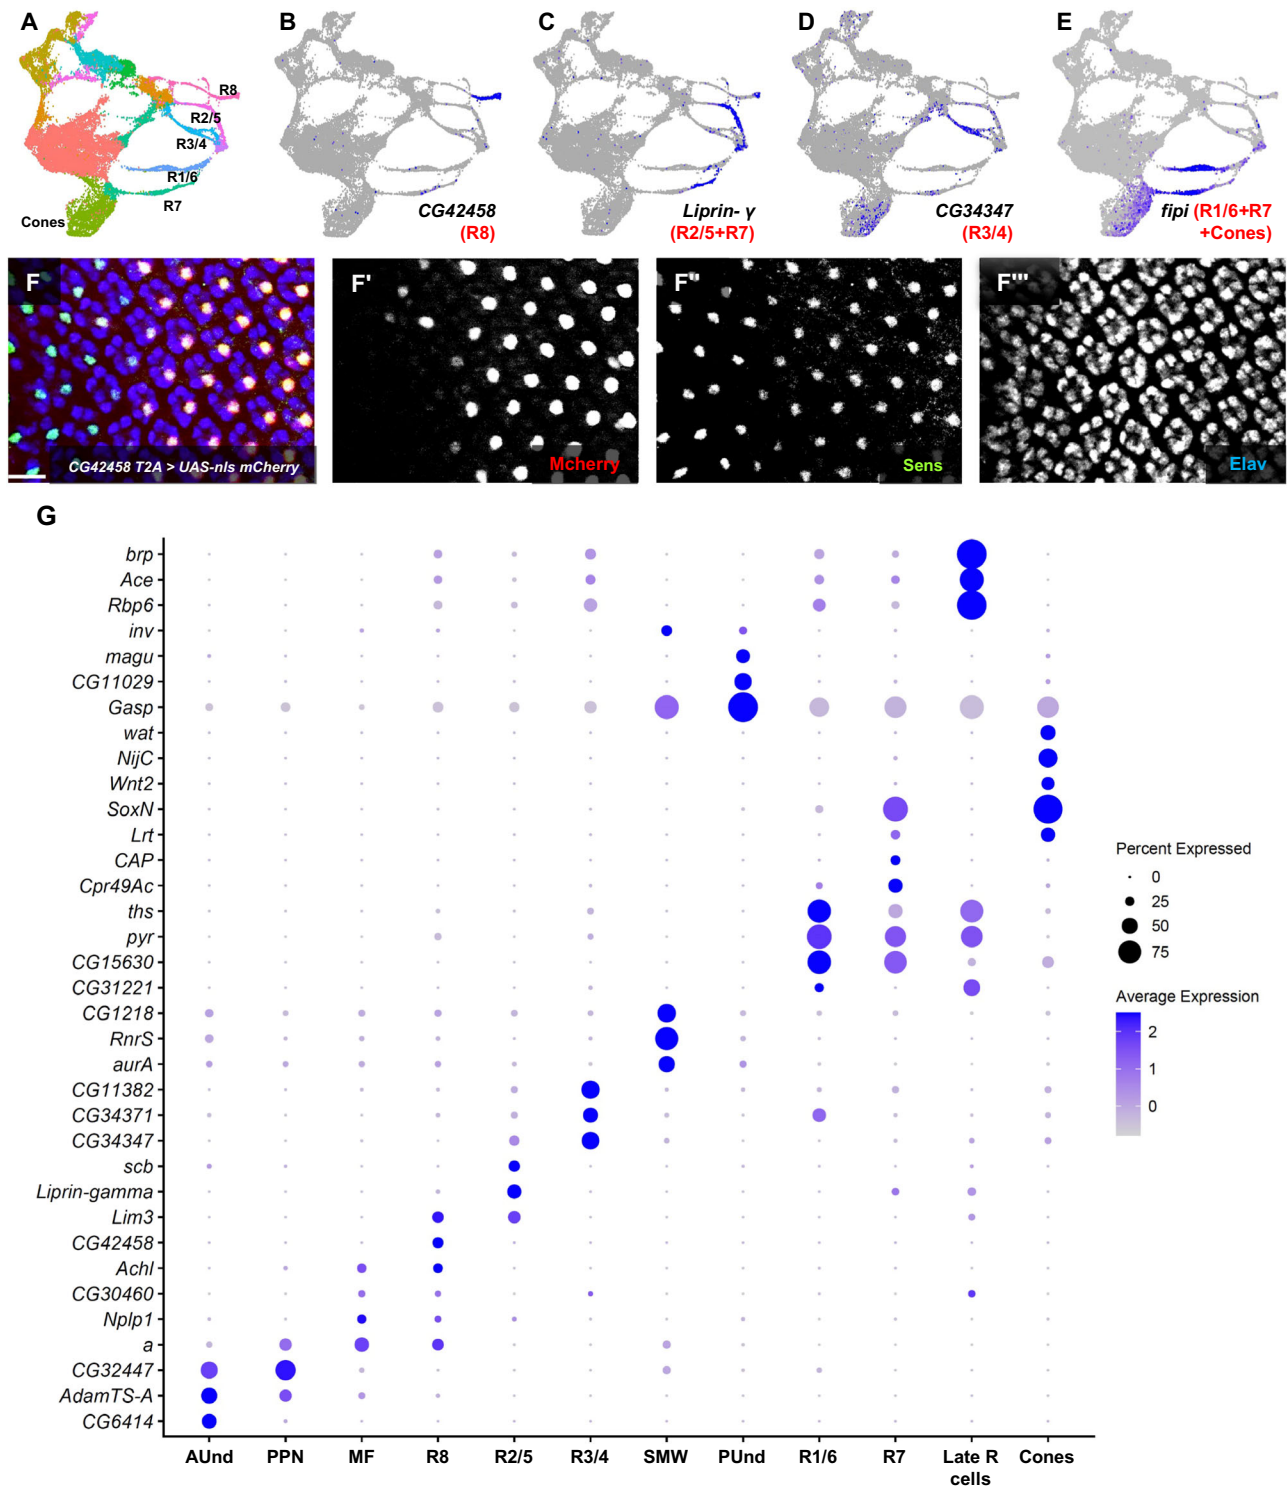 A
B
C
D
E
R8
R2/5
R3/4
R1/6
R7
Cones
CG42458
(R8)
Liprin- γ
(R2/5+R7)
CG34347
(R3/4)
fipi (R1/6+R7
+Cones)
F
F'
F''
F'''
CG42458 T2A > UAS-nls mCherry
Mcherry
Sens
Elav
G
brp
Ace
Rbp6
inv
magu
CG11029
Gasp
wat
NijC
Wnt2
SoxN
Lrt
CAP
Cpr49Ac
ths
pyr
CG15630
CG31221
CG1218
RnrS
aurA
CG11382
CG34371
CG34347
scb
Liprin-gamma
Lim3
CG42458
Achl
CG30460
Nplp1
a
CG32447
AdamTS-A
CG6414
AUnd
PPN
MF
R8
R2/5
R3/4
SMW
PUnd
R1/6
R7
Late R
cells
Cones
Percent Expressed
0
25
50
75
Average Expression
2
1
0